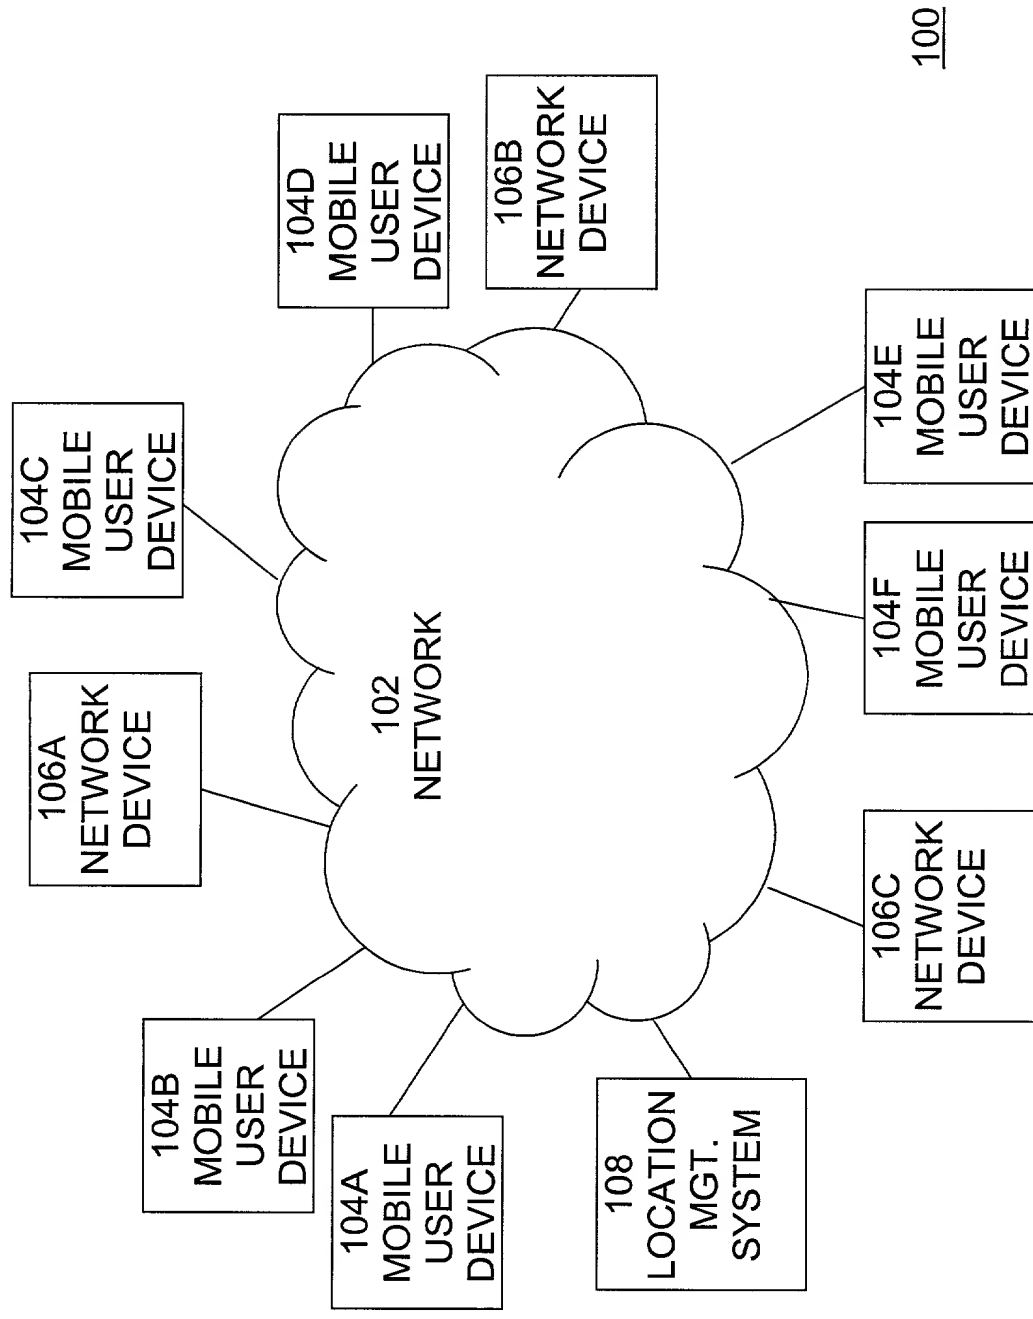 104B
MOBILE
USER
DEVICE
106A
NETWORK
DEVICE
104C
MOBILE
USER
DEVICE
104D
MOBILE
USER
DEVICE
104A
MOBILE
USER
DEVICE
102
NETWORK
106B
NETWORK
DEVICE
108
LOCATION
MGT.
SYSTEM
106C
NETWORK
DEVICE
104F
MOBILE
USER
DEVICE
104E
MOBILE
USER
DEVICE
100